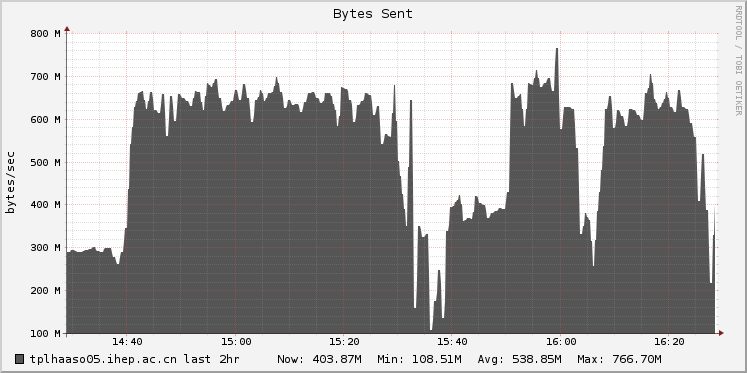 Bytes Sent
RRDTOOL / TOBI OETIKER
bytes/sec
800 M
700 M
600 M
500 M
400 M
300 M
200 M
100 M
14:40 15:00 15:20 15:40 16:00 16:20
tplhaaso05.ihep.ac.cn last 2hr Now: 403.87M Min: 108.51M Avg: 538.85M Max: 766.70M